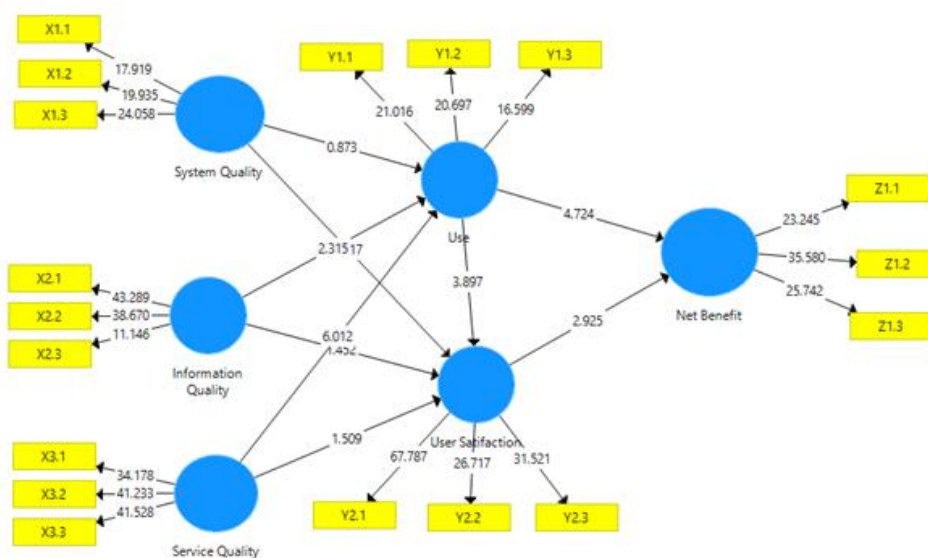 X1.1
X1.2
X1.3
17.919
19.935
24.058
System Quality
Y1.1
Y1.2
Y1.3
21.016
20.697
16.599
0.873
Use
X2.1
X2.2
X2.3
43.289
38.670
11.146
Information
Quality
2.315
6.012
3.897
4.724
2.925
Net Benefit
Z1.1
Z1.2
Z1.3
23.245
35.580
25.742
X3.1
X3.2
X3.3
34.178
41.233
41.528
Service Quality
1.509
User Satifaction
67.787
26.717
31.521
Y2.1
Y2.2
Y2.3